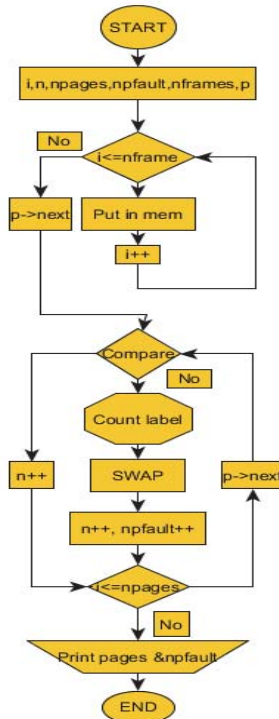 START
i,n,npages,npfault,nframes,p
No
i<=nframe
p->next
Put in mem
i++
Compare
No
Count label
n++
SWAP
p->next
n++, npfault++
i<=npages
No
Print pages &npfault
END